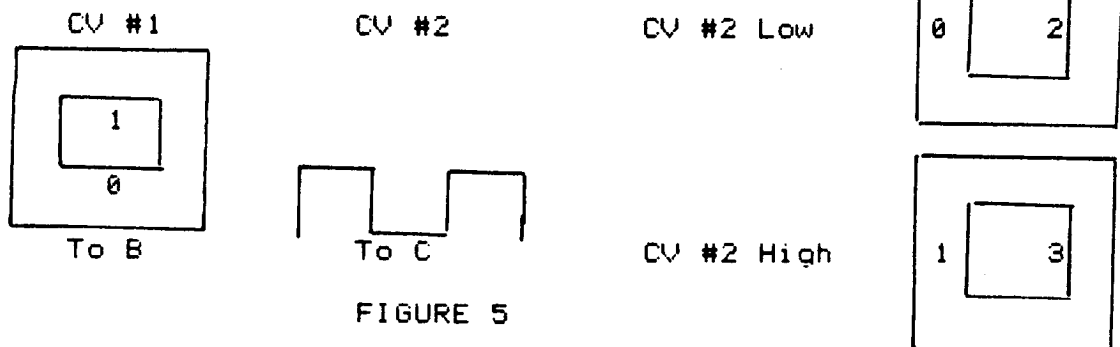 CV #1 CV #2 CV #2 Low 0 2
1
0
To B To C CV #2 High 1 3
FIGURE 5